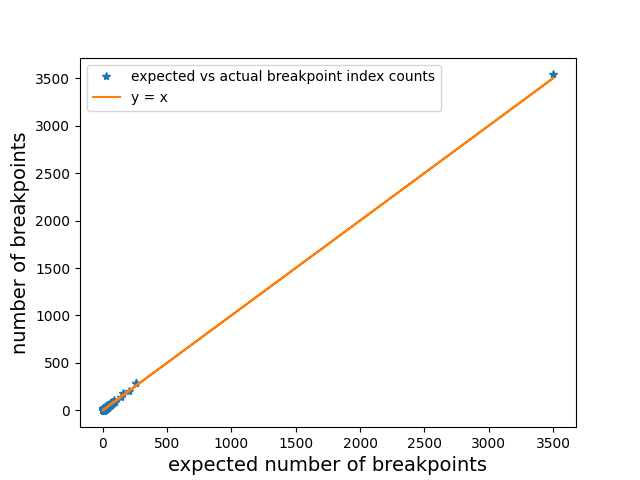 expected vs actual breakpoint index counts
y = x
3500
3000
2500
2000
1500
1000
500
0
number of breakpoints
0 500 1000 1500 2000 2500 3000 3500
expected number of breakpoints